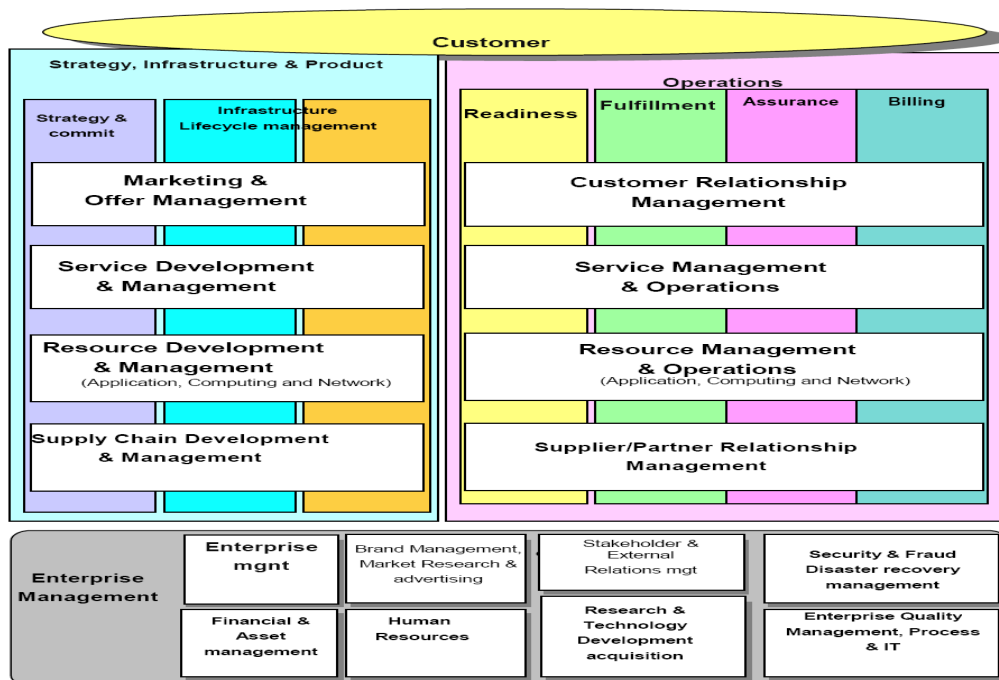 Customer
Strategy, Infrastructure & Product
Strategy &
commit
Infrastructure
Lifecycle management
Marketing &
Offer Management
Service Development
& Management
Resource Development
& Management
(Application, Computing and Network)
Supply Chain Development
& Management
Operations
Readiness
Fulfillment
Assurance
Billing
Customer Relationship
Management
Service Management
& Operations
Resource Management
& Operations
(Application, Computing and Network)
Supplier/Partner Relationship
Management
Enterprise
Management
Enterprise
mgnt
Brand Management,
Market Research &
advertising
Stakeholder &
External
Relations mgt
Security & Fraud
Disaster recovery
management
Financial &
Asset
management
Human
Resources
Research &
Technology
Development
acquisition
Enterprise Quality
Management, Process
& IT